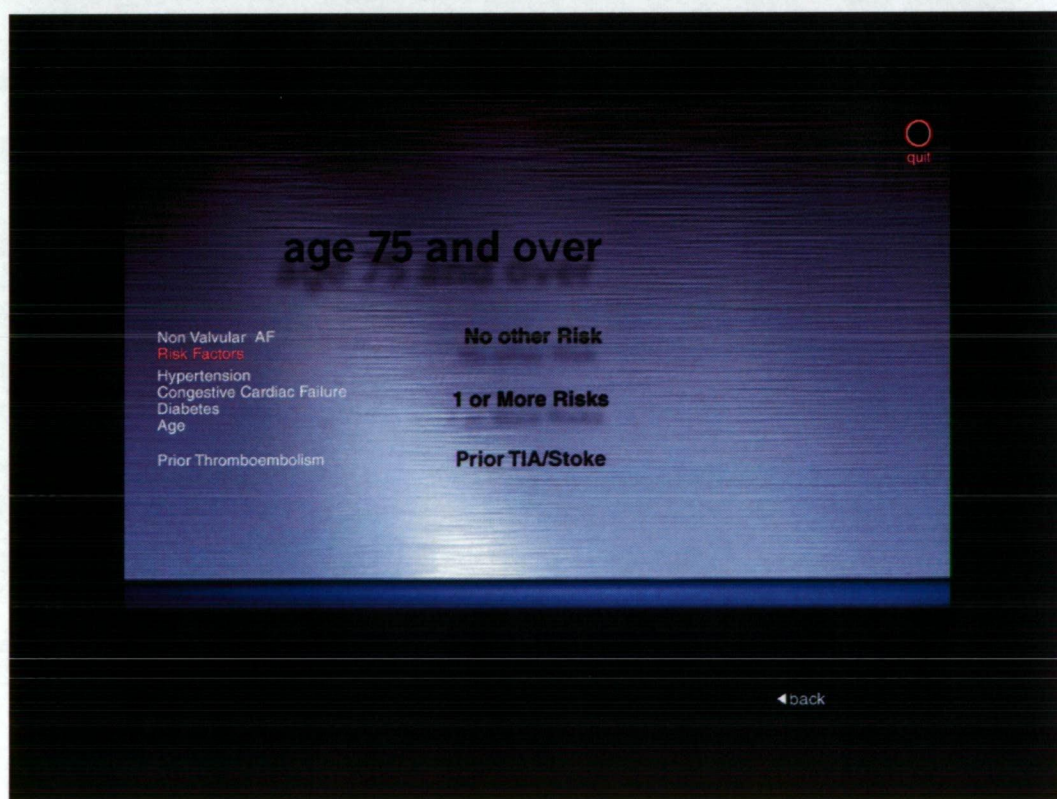 quit
age 75 and over
Non Valvular AF
Risk Factors
Hypertension
Congestive Cardiac Failure
Diabetes
Age
Prior Thromboembolism
No other Risk
1 or More Risks
Prior TIA/Stoke
back